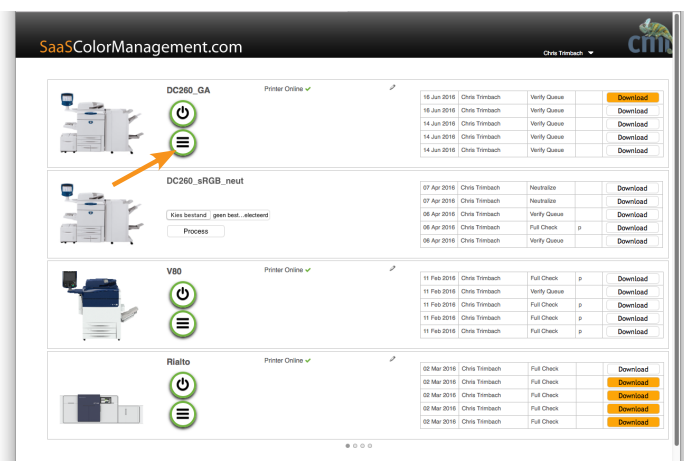 SaaSColorManagement.com
Chris Trimbach
DC260_GA
Printer Online
16 Jun 2016 Chris Trimbach Verify Queue Download
16 Jun 2016 Chris Trimbach Verify Queue Download
14 Jun 2016 Chris Trimbach Verify Queue Download
14 Jun 2016 Chris Trimbach Verify Queue Download
14 Jun 2016 Chris Trimbach Verify Queue Download
DC260_sRGB_neut
Kies bestand geen best...electeerd
Process
07 Apr 2016 Chris Trimbach Neutralize Download
07 Apr 2016 Chris Trimbach Neutralize Download
06 Apr 2016 Chris Trimbach Verify Queue Download
06 Apr 2016 Chris Trimbach Full Check p Download
06 Apr 2016 Chris Trimbach Verify Queue Download
V80
Printer Online
11 Feb 2016 Chris Trimbach Full Check p Download
11 Feb 2016 Chris Trimbach Verify Queue Download
11 Feb 2016 Chris Trimbach Full Check p Download
11 Feb 2016 Chris Trimbach Full Check p Download
11 Feb 2016 Chris Trimbach Full Check p Download
Rialto
Printer Online
02 Mar 2016 Chris Trimbach Full Check Download
02 Mar 2016 Chris Trimbach Full Check Download
02 Mar 2016 Chris Trimbach Full Check Download
02 Mar 2016 Chris Trimbach Full Check Download
02 Mar 2016 Chris Trimbach Full Check Download